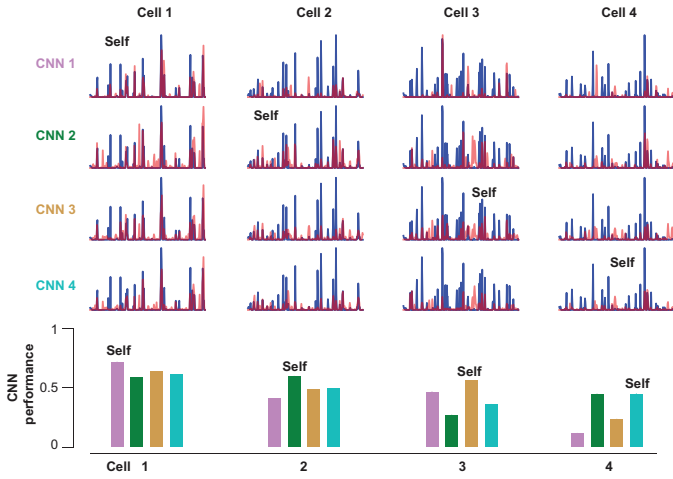 Cell 1 Cell 2 Cell 3 Cell 4
Self
CNN 1
Self
CNN 2
Self
CNN 3
Self
CNN 4
1
Self
Self
Self
Self
0.5
0
CNN
performance
Cell 1 2 3 4